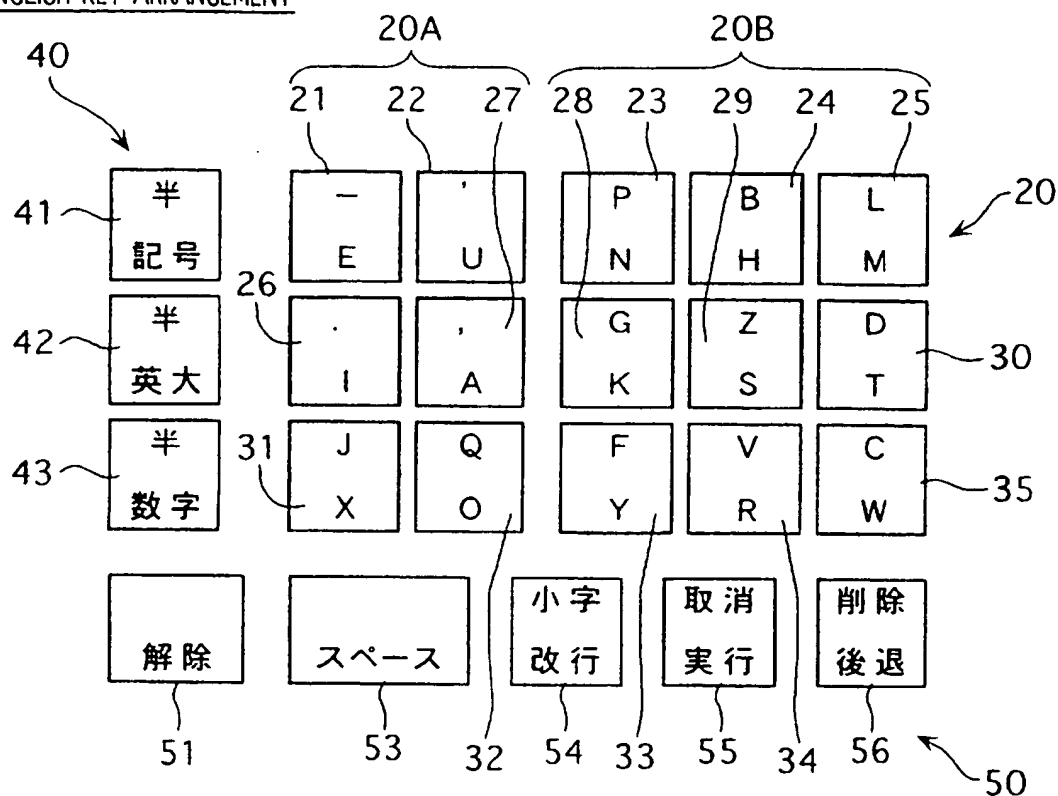 ENGLISH KEY ARRANGEMENT
20A 20B
40
21 22 27 28 23 29 24 25
半 ー ' P B L
41 20
記号 E U N H M
26
半 . , G Z D
42 30
英大 I A K S T
半 J Q F V C
43 31 35
数字 X O Y R W
小字 取消 削除
解除 スペース 改行 実行 後退
51 53 32 54 33 55 34 56
50